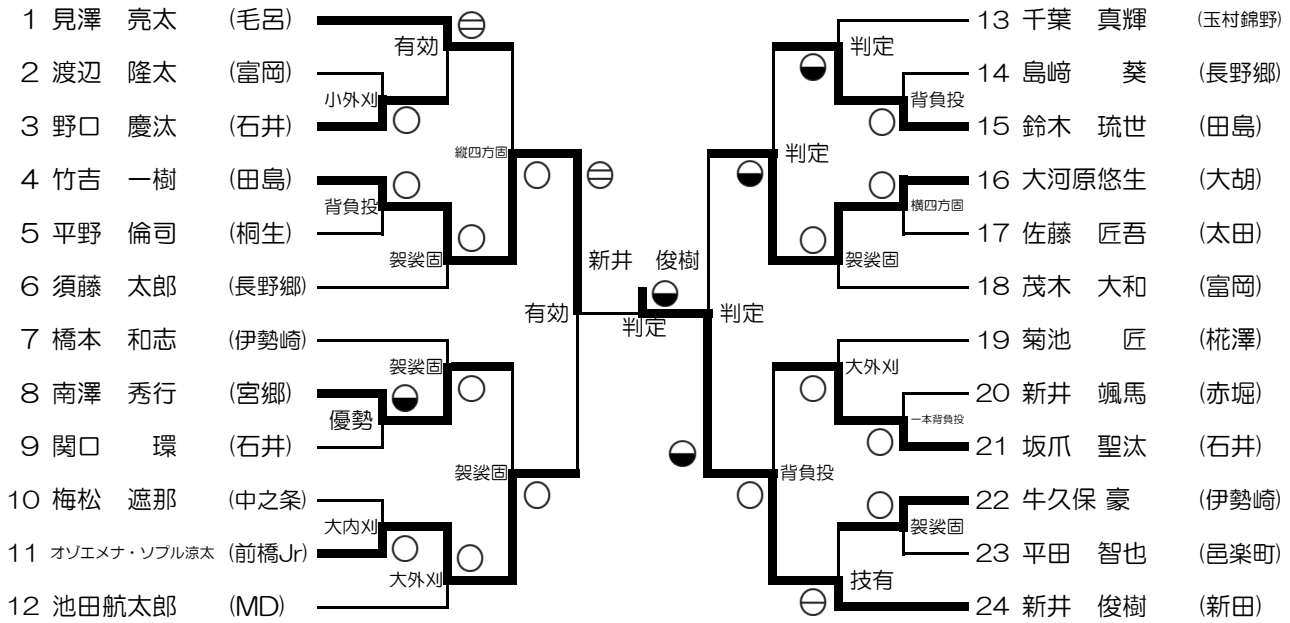 1 見澤　亮太 (毛呂)
有効
2 渡辺　隆太 (富岡)
小外刈
3 野口　慶汰 (石井)
縦四方固
4 竹吉　一樹 (田島)
背負投
5 平野　倫司 (桐生)
袈裟固
6 須藤　太郎 (長野郷)
有効
7 橋本　和志 (伊勢崎)
袈裟固
8 南澤　秀行 (宮郷)
優勢
9 関口　環 (石井)
袈裟固
10 梅松　遮那 (中之条)
大内刈
11 オゾエメナ・ソプル涼太 (前橋Jr)
大外刈
12 池田航太郎 (MD)
新井　俊樹
判定
13 千葉　真輝 (玉村錦野)
判定
14 島﨑　葵 (長野郷)
背負投
15 鈴木　琉世 (田島)
判定
16 大河原悠生 (大胡)
横四方固
17 佐藤　匠吾 (太田)
袈裟固
18 茂木　大和 (富岡)
判定
19 菊池　匠 (椛澤)
大外刈
20 新井　颯馬 (赤堀)
一本背負投
21 坂爪　聖汰 (石井)
背負投
22 牛久保 豪 (伊勢崎)
袈裟固
23 平田　智也 (邑楽町)
技有
24 新井　俊樹 (新田)